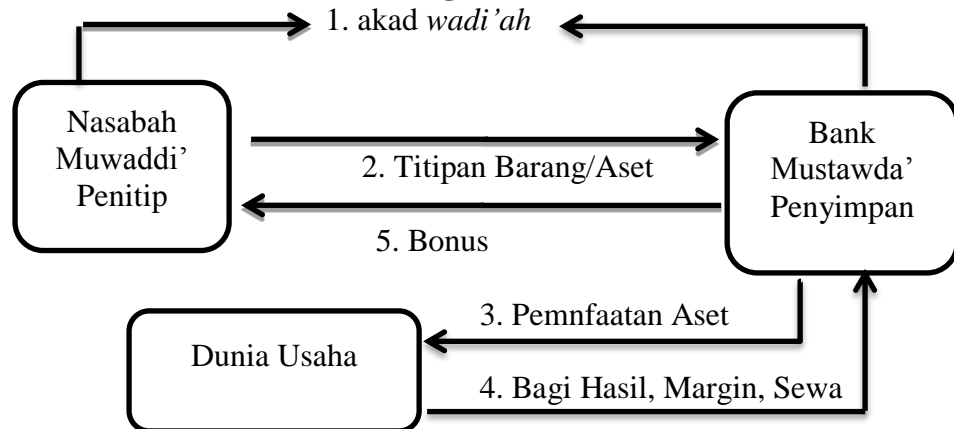 1. akad wadi’ah
Nasabah
Muwaddi’
Penitip
2. Titipan Barang/Aset
Bank
Mustawda’
Penyimpan
5. Bonus
3. Pemnfaatan Aset
Dunia Usaha
4. Bagi Hasil, Margin, Sewa